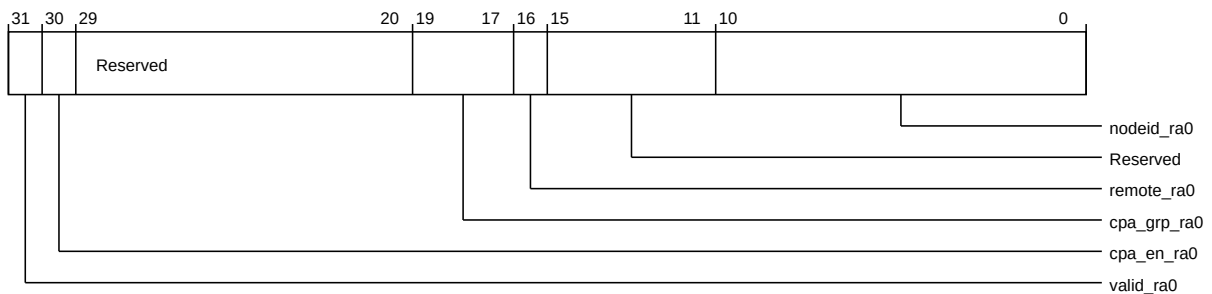 31 30 29 20 19 17 16 15 11 10 0
Reserved
nodeid_ra0
Reserved
remote_ra0
cpa_grp_ra0
cpa_en_ra0
valid_ra0